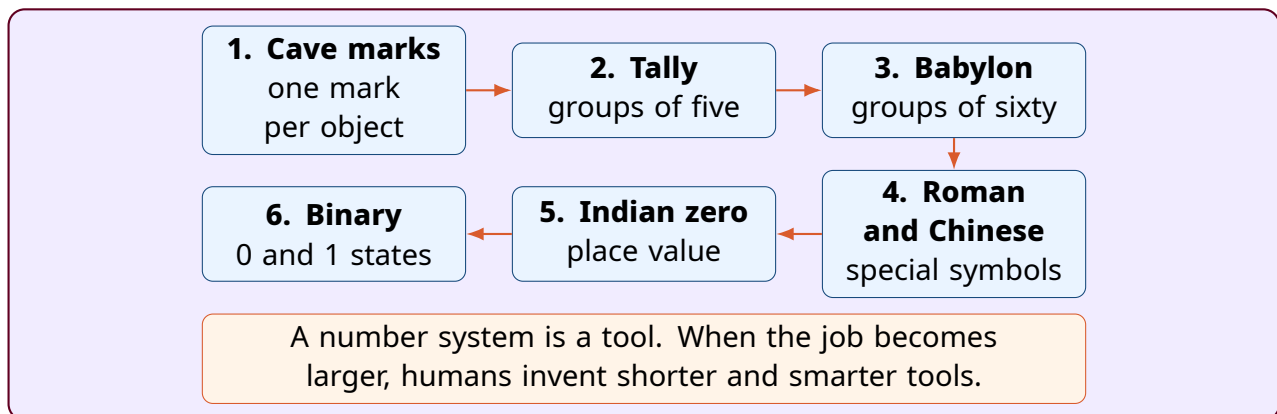 1. Cave marks
one mark
per object
2. Tally
groups of five
3. Babylon
groups of sixty
4. Roman
and Chinese
special symbols
5. Indian zero
place value
6. Binary
0 and 1 states
A number system is a tool. When the job becomes
larger, humans invent shorter and smarter tools.